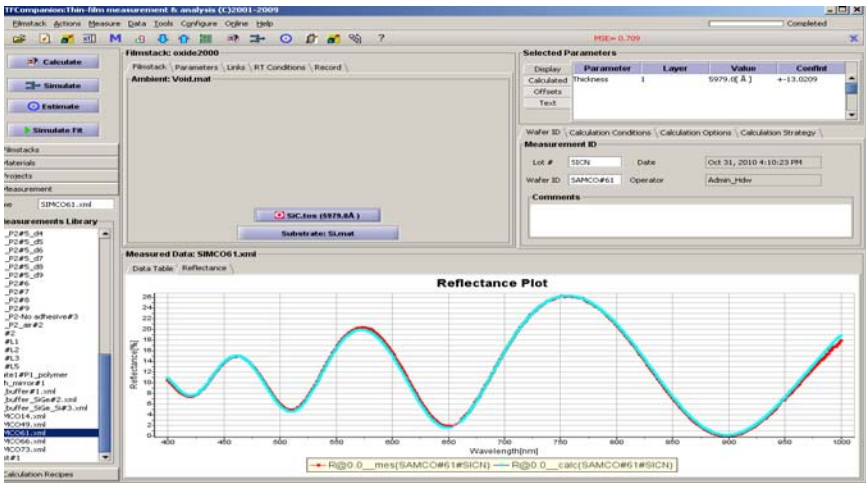 TFCompanion:Thin-film measurement & analysis (C)2001-2009
Filmstack Actions Measure Data Tools Configure Online Help
Completed
M
?
MSE= 0.709
Calculate
Simulate
Estimate
Simulate Fit
Filmstacks
Materials
Projects
Measurement
SIMCO61.xml
Measurements Library
_P2#5_d4
_P2#5_d5
_P2#5_d6
_P2#5_d7
_P2#5_d8
_P2#5_d9
_P2#6
_P2#7
_P2#8
_P2#9
_P2-No adhesive#3
_P2_air#2
#2
#L1
#L2
#L3
#L5
ate1#P1_polymer
h_mirror#1
_buffer#1.xml
_buffer_SiGe#2.xml
_buffer_SiGe_Si#3.xml
MCO14.xml
MCO49.xml
MCO61.xml
MCO66.xml
MCO73.xml
st#1
Calculation Recipes
Filmstack: oxide2000
Filmstack Parameters Links RT Conditions Record
Ambient: Void.mat
SiC.tos (5979.0Å )
Substrate: Si.mat
Selected Parameters
Display Parameter Layer Value ConfInt
Calculated Thickness 1 5979.0[ Å ] +-13.0209
Offsets
Text
Wafer ID Calculation Conditions Calculation Options Calculation Strategy
Measurement ID
Lot # SICN Date Oct 31, 2010 4:10:23 PM
Wafer ID SAMCO#61 Operator Admin_Hdw
Comments
Measured Data: SIMCO61.xml
Data Table Reflectance
Reflectance Plot
Reflectance[%]
26
24
22
20
18
16
14
12
10
8
6
4
2
0
400 450 500 550 600 650 700 750 800 850 900 950 1000
Wavelength[nm]
R@0.0__mes(SAMCO#61#SICN) R@0.0__calc(SAMCO#61#SICN)